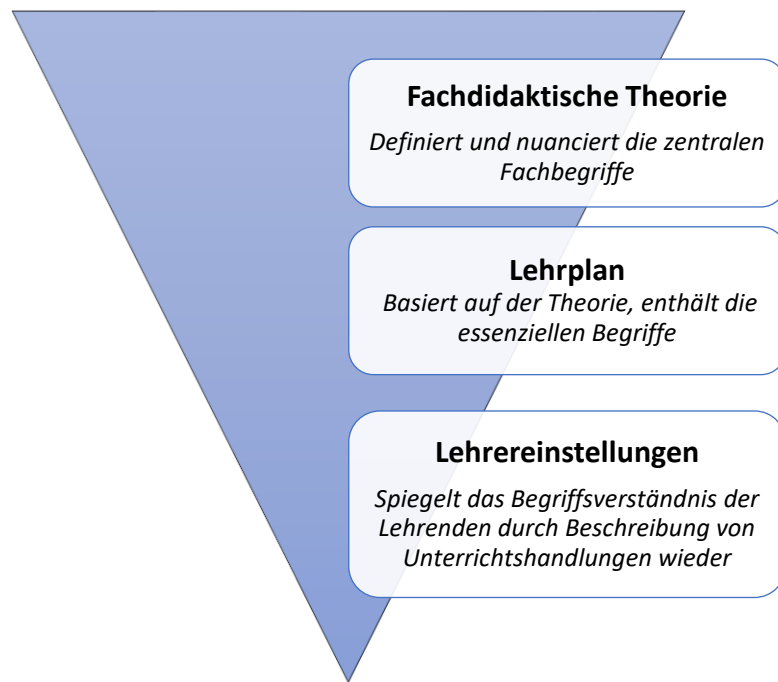 Fachdidaktische Theorie
Definiert und nuanciert die zentralen
Fachbegriffe
Lehrplan
Basiert auf der Theorie, enthält die
essenziellen Begriffe
Lehrereinstellungen
Spiegelt das Begriffsverständnis der
Lehrenden durch Beschreibung von
Unterrichtshandlungen wieder